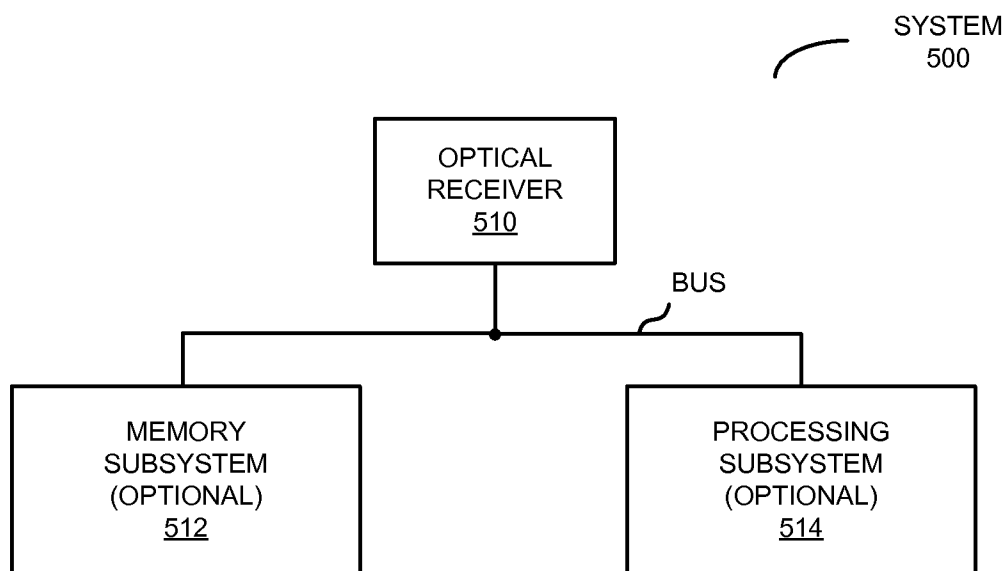 SYSTEM
500
OPTICAL
RECEIVER
510
BUS
MEMORY
SUBSYSTEM
(OPTIONAL)
512
PROCESSING
SUBSYSTEM
(OPTIONAL)
514